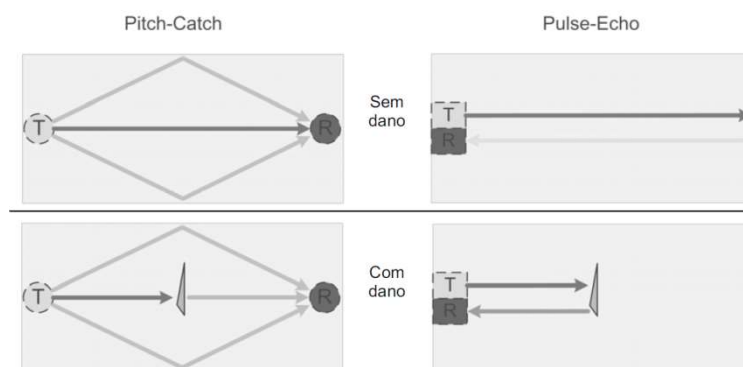 Pitch-Catch
Pulse-Echo
T
R
Sem
dano
T
R
T
R
Com
dano
T
R